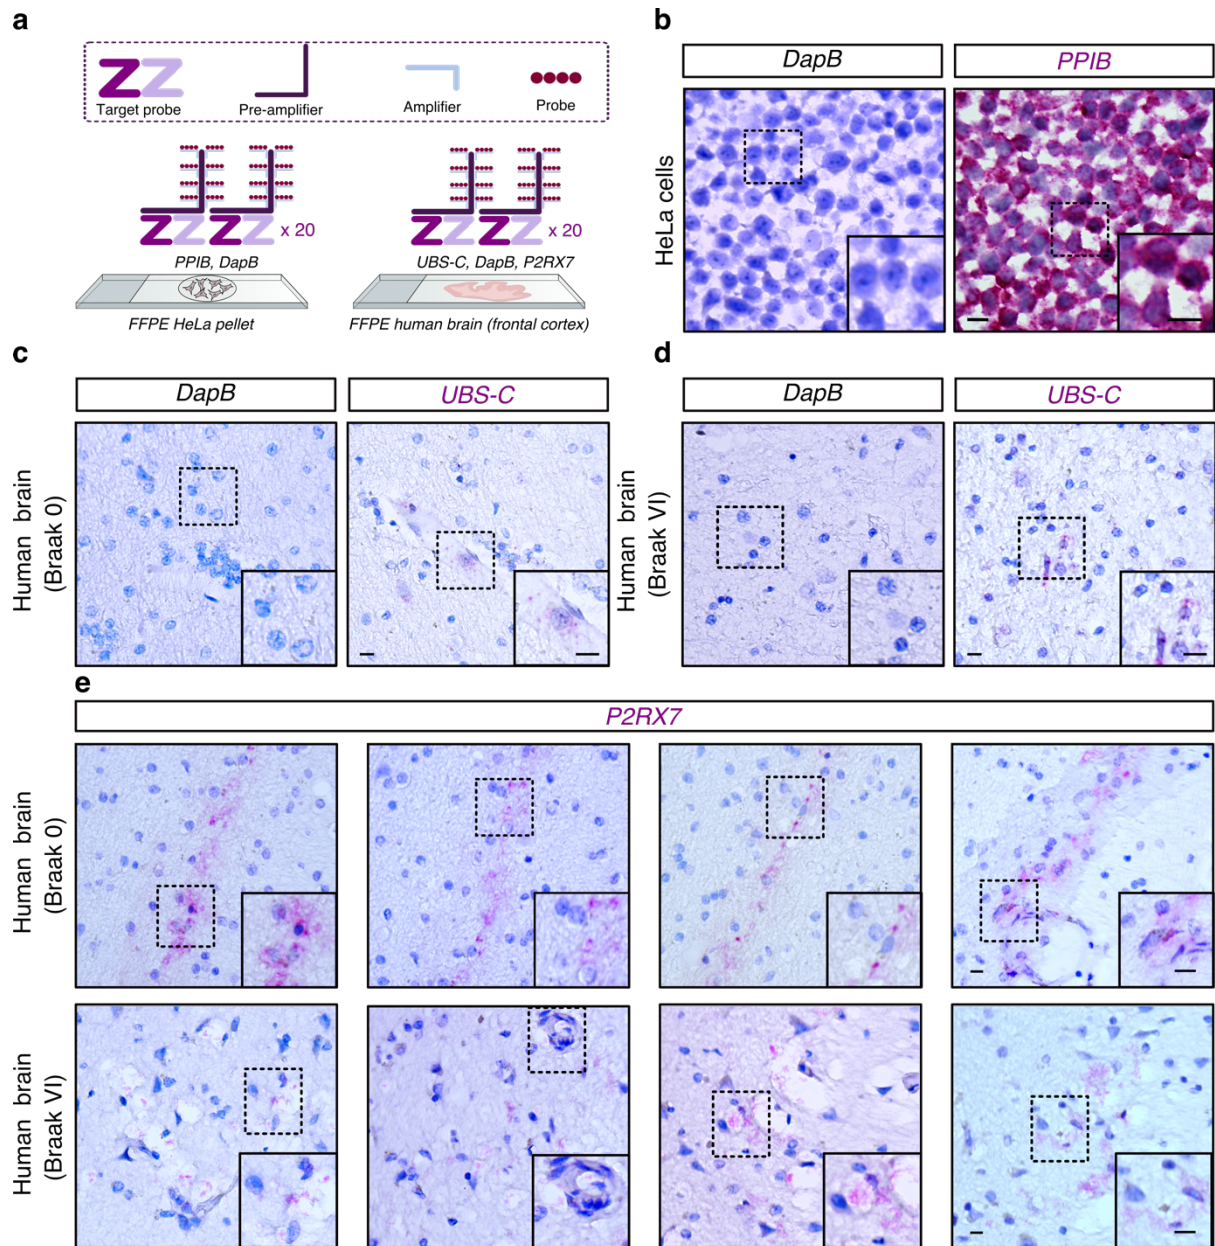 a
Target probe
Pre-amplifier
Amplifier
Probe
x 20
x 20
PPIB, DapB
UBS-C, DapB, P2RX7
FFPE HeLa pellet
FFPE human brain (frontal cortex)
b
DapB
PPIB
HeLa cells
c
DapB
UBS-C
Human brain
(Braak 0)
d
DapB
UBS-C
Human brain
(Braak VI)
e
P2RX7
Human brain
(Braak 0)
Human brain
(Braak VI)